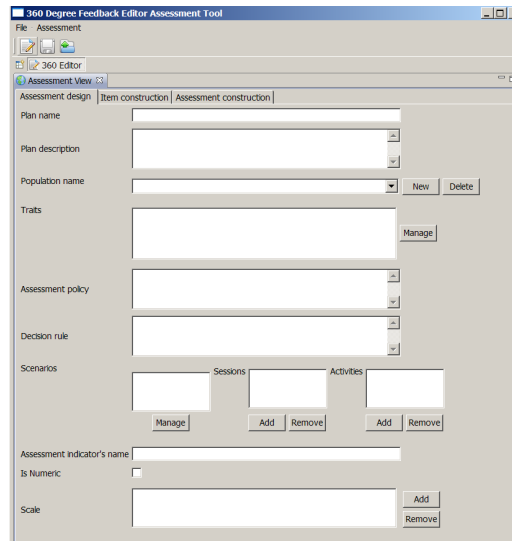 360 Degree Feedback Editor Assessment Tool
File Assessment
360 Editor
Assessment View
Assessment design Item construction Assessment construction
Plan name
Plan description
Population name New Delete
Traits
Manage
Assessment policy
Decision rule
Scenarios Sessions Activities
Manage Add Remove Add Remove
Assessment indicator's name
Is Numeric
Add
Scale
Remove